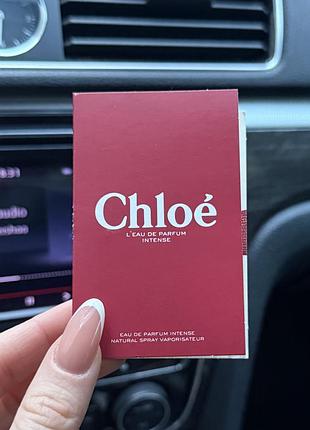 Chloé
L'EAU DE PARFUM
INTENSE
EAU DE PARFUM INTENSE
NATURAL SPRAY VAPORISATEUR